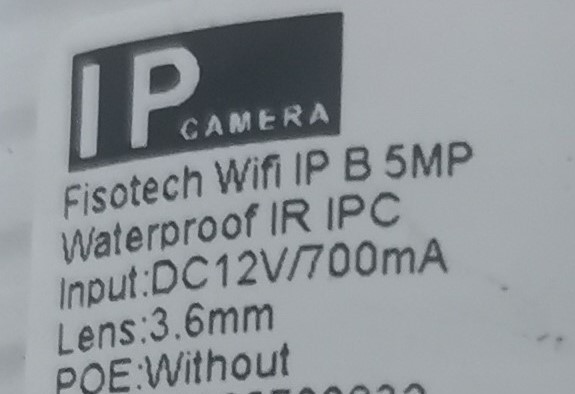 IP CAMERA
Fisotech Wifi IP B 5MP
Waterproof IR IPC
Input:DC12V/700mA
Lens:3.6mm
POE:Without